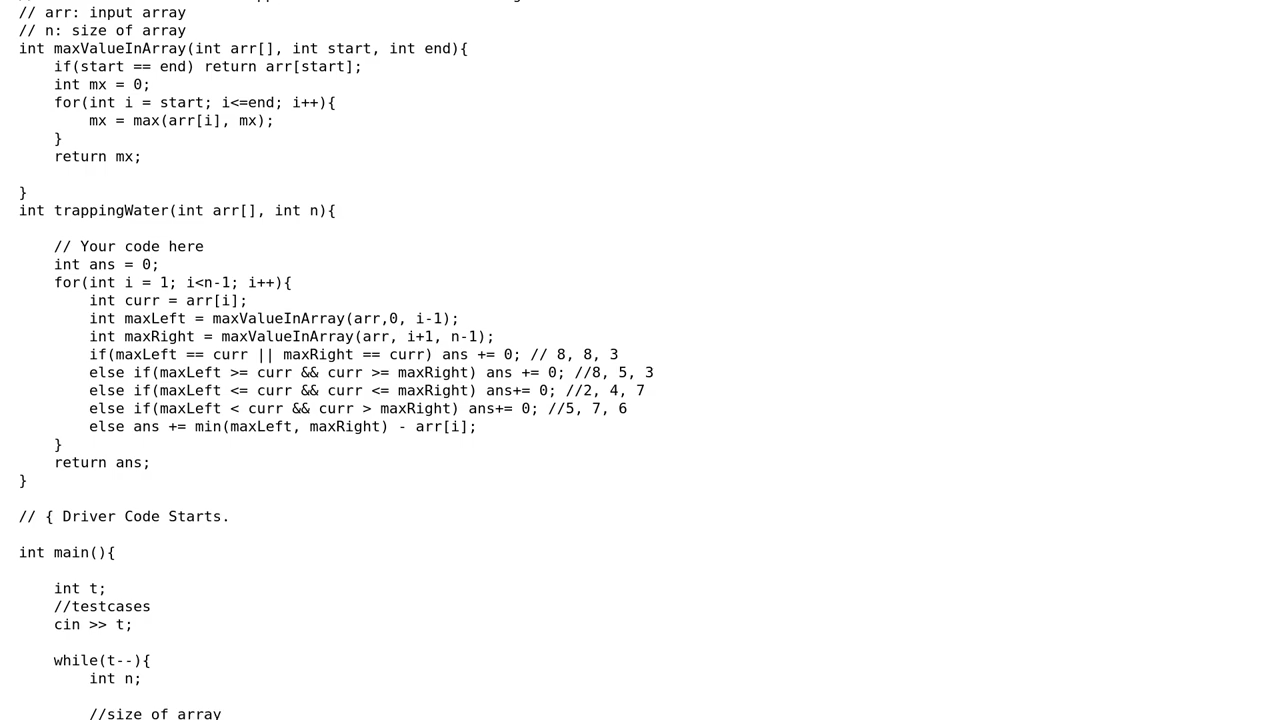 // arr: input array
// n: size of array
int maxValueInArray(int arr[], int start, int end){
    if(start == end) return arr[start];
    int mx = 0;
    for(int i = start; i<=end; i++){
        mx = max(arr[i], mx);
    }
    return mx;

}
int trappingWater(int arr[], int n){

    // Your code here
    int ans = 0;
    for(int i = 1; i<n-1; i++){
        int curr = arr[i];
        int maxLeft = maxValueInArray(arr,0, i-1);
        int maxRight = maxValueInArray(arr, i+1, n-1);
        if(maxLeft == curr || maxRight == curr) ans += 0; // 8, 8, 3
        else if(maxLeft >= curr && curr >= maxRight) ans += 0; //8, 5, 3
        else if(maxLeft <= curr && curr <= maxRight) ans+= 0; //2, 4, 7
        else if(maxLeft < curr && curr > maxRight) ans+= 0; //5, 7, 6
        else ans += min(maxLeft, maxRight) - arr[i];
    }
    return ans;
}

// { Driver Code Starts.

int main(){

    int t;
    //testcases
    cin >> t;

    while(t--){
        int n;

        //size of array